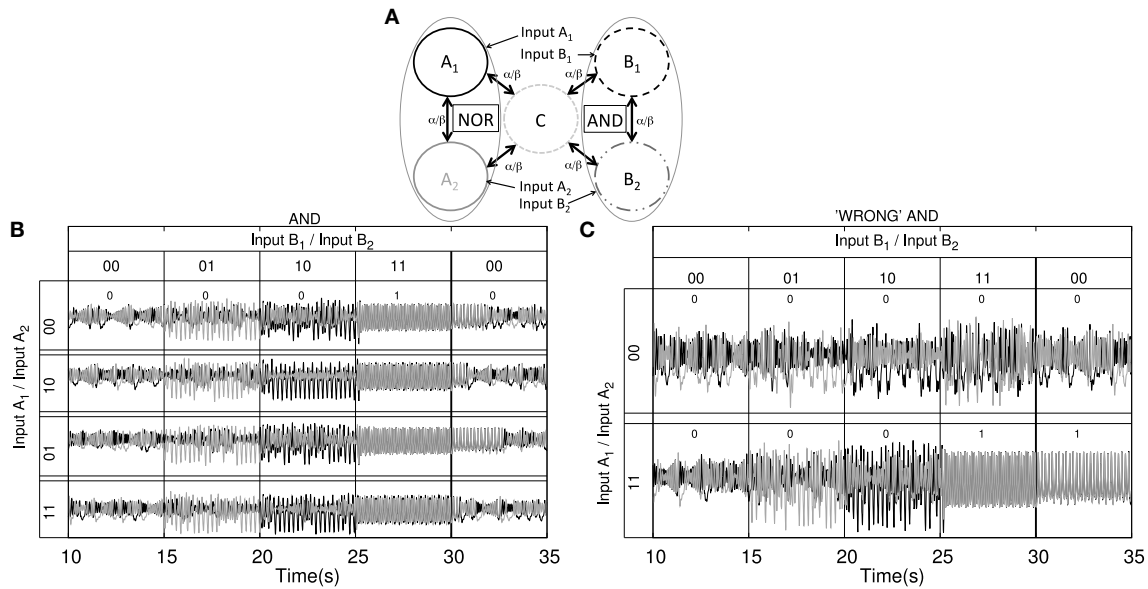 A
Input A1
Input B1
A1
B1
α/β
α/β
α/β
NOR
C
AND
α/β
α/β
α/β
A2
B2
Input A2
Input B2
B
AND
Input B1 / Input B2
00 01 10 11 00
0 0 0 1 0
Input A1 / Input A2
00
10
01
11
10 15 20 25 30 35
Time(s)
C
'WRONG' AND
Input B1 / Input B2
00 01 10 11 00
0 0 0 0 0
Input A1 / Input A2
00
0 0 0 1 1
11
10 15 20 25 30 35
Time(s)